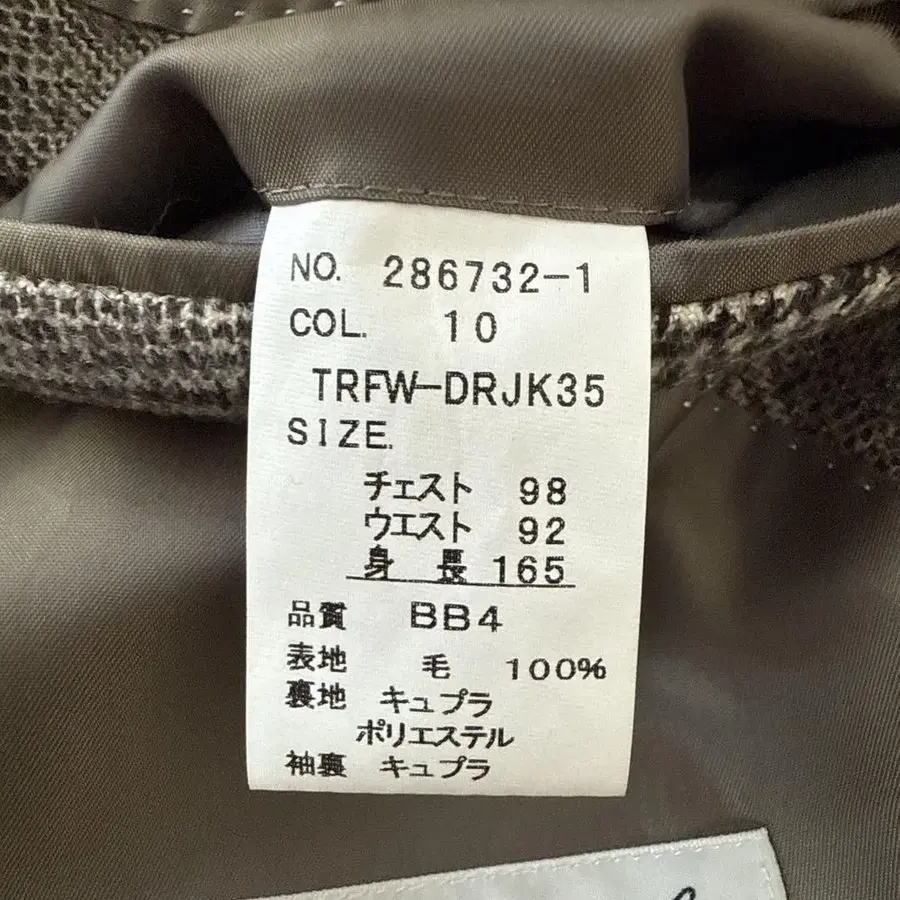 NO. 286732-1
COL. 10
TRFW-DRJK35
SIZE.
チェスト 98
ウエスト 92
身長 165
品質 BB4
表地 毛 100%
裏地 キュプラ
ポリエステル
袖裏 キュプラ